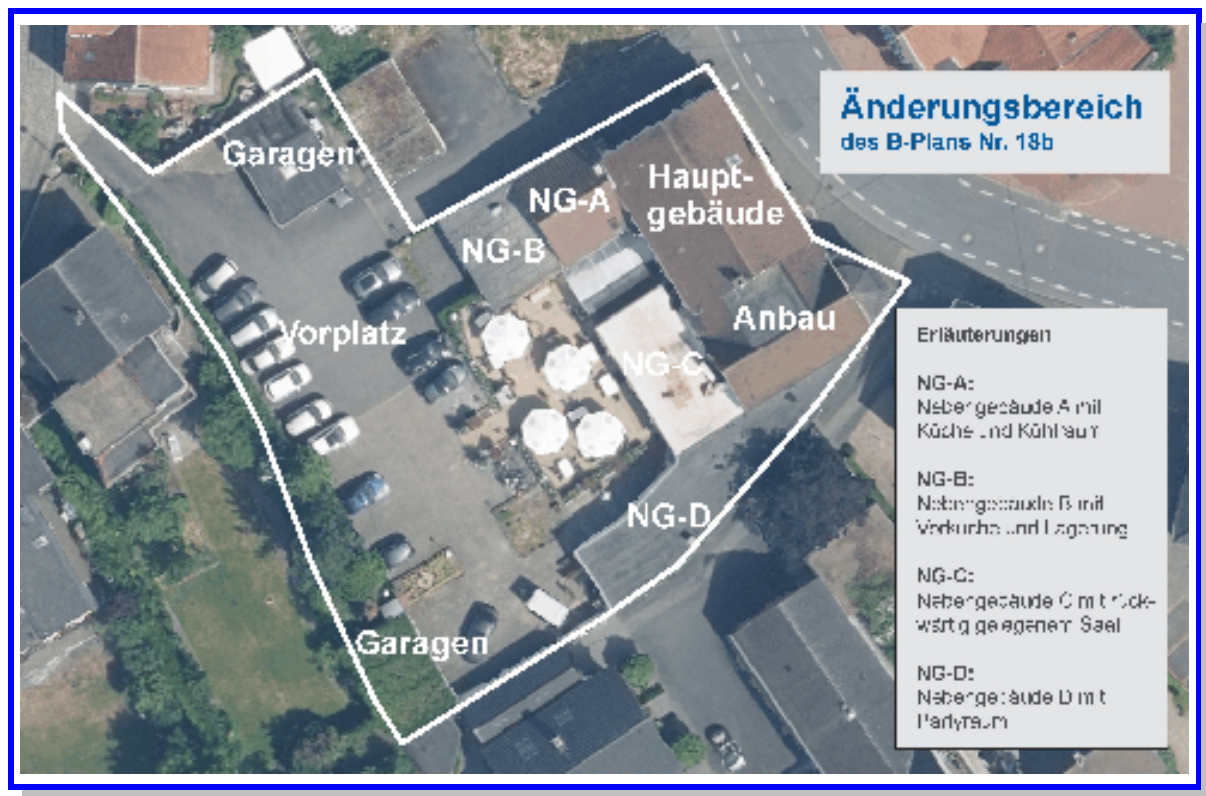 Änderungsbereich
des B-Plans Nr. 18b
Garagen
NG-A
Haupt-
gebäude
NG-B
Vorplatz
Anbau
NG-C
NG-D
Garagen
Erläuterungen
NG-A:
Nebengebäude A mit
Küche und Kühlraum
NG-B:
Nebengebäude B mit
Vorküche und Lagerung
NG-C:
Nebengebäude C mit rück-
wärtig gelegenem Saal
NG-D:
Nebengebäude D mit
Partyraum